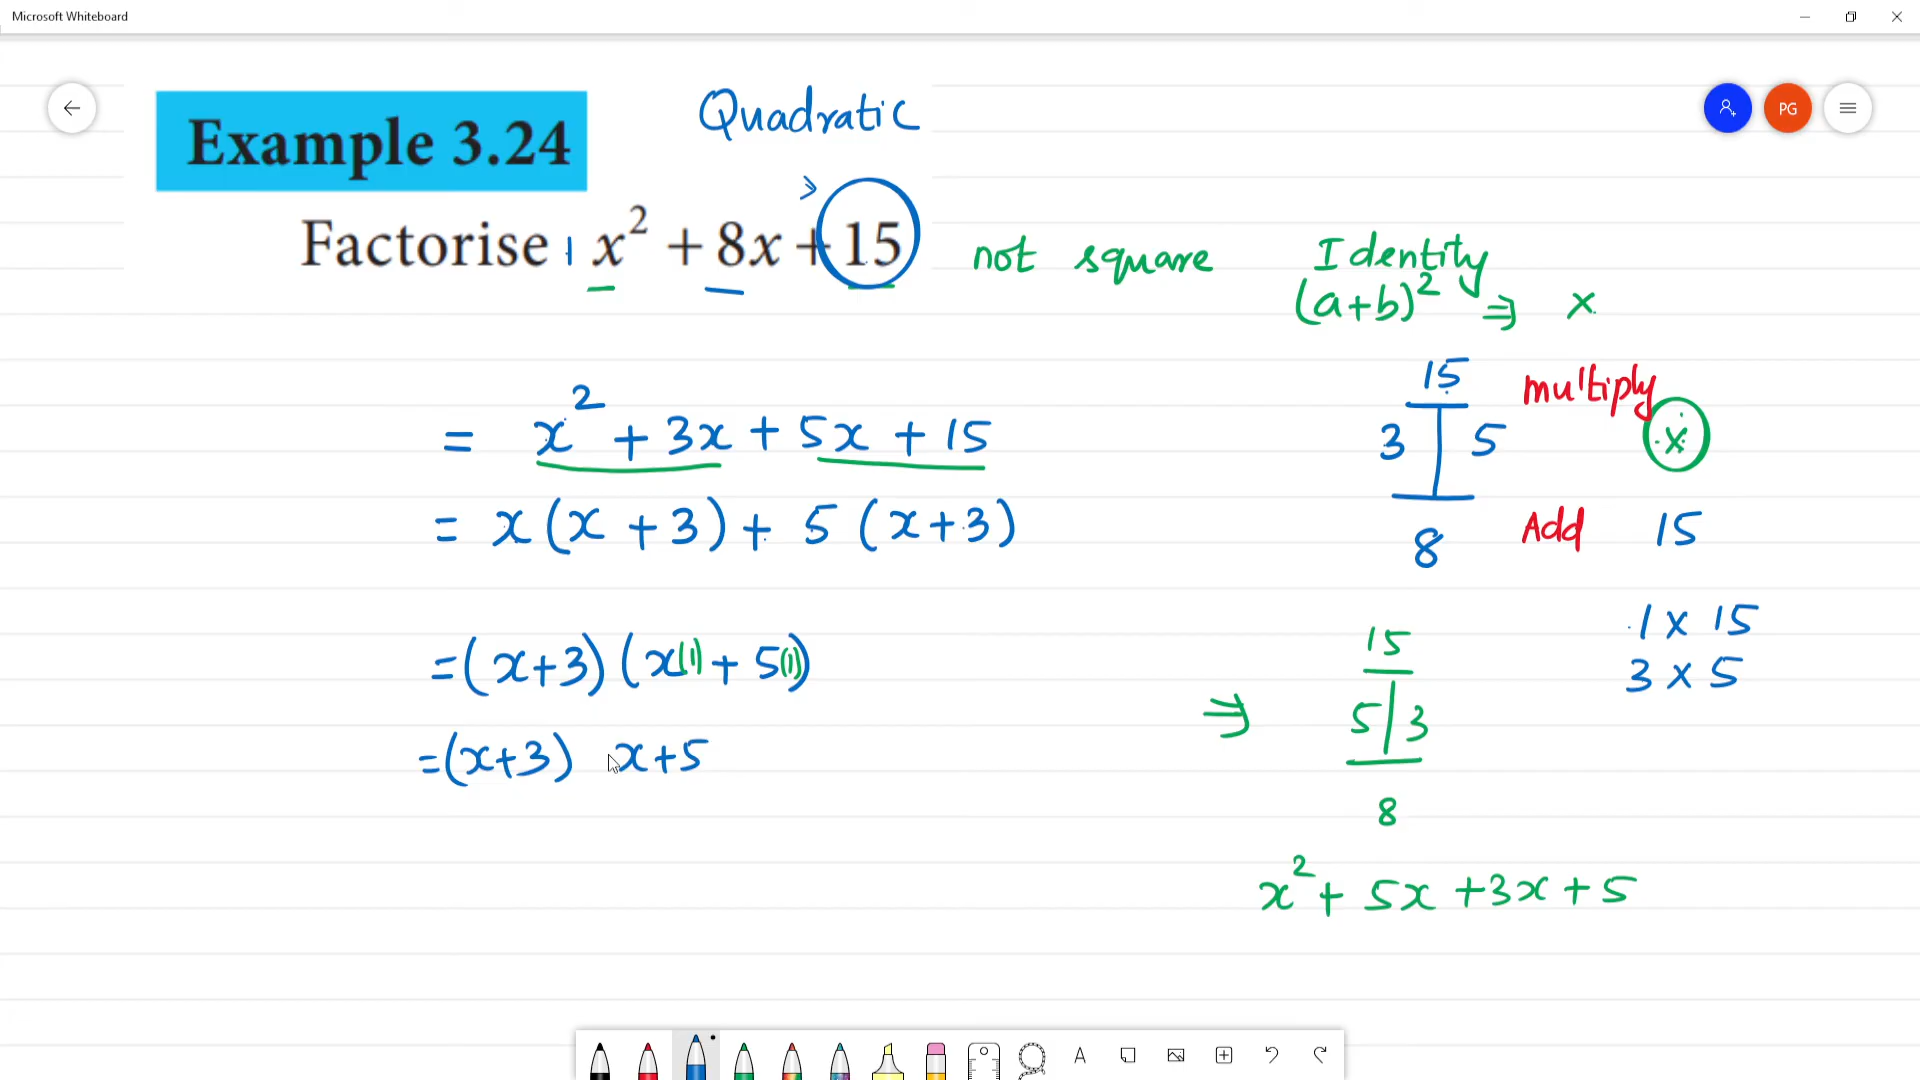 Microsoft Whiteboard
Quadratic
Example 3.24
PG
Factorise 1 x² + 8x + 15
not square
Identity
(a+b)² ⇒ x
= x² + 3x + 5x + 15
= x(x + 3) + 5 (x+3)
=(x+3) (x(1) + 5(1))
=(x+3) x+5
15
3 | 5
8
multiply
x
Add 15
1 x 15
3 x 5
⇒
15
5 | 3
8
x² + 5x +3x + 5
A